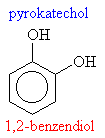 pyrokatechol
OH
OH
1,2-benzendiol